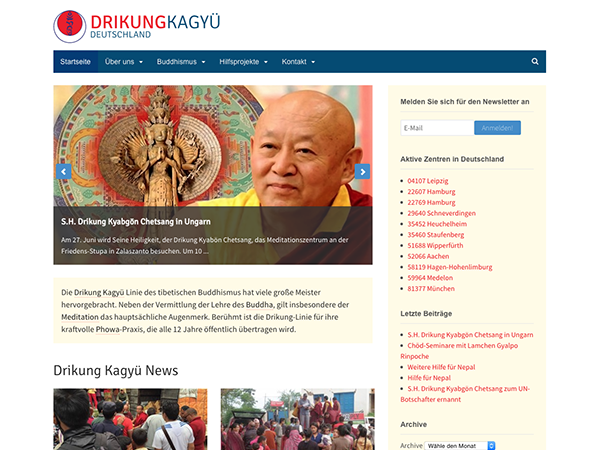 DRIKUNGKAGYÜ
DEUTSCHLAND
Startseite
Über uns
Buddhismus
Hilfsprojekte
Kontakt
S.H. Drikung Kyabgön Chetsang in Ungarn
Am 27. Juni wird Seine Heiligkeit, der Drikung Kyabön Chetsang, das Meditationszentrum an der
Friedens-Stupa in Zalaszanto besuchen. Um 10 ...
Die Drikung Kagyü Linie des tibetischen Buddhismus hat viele große Meister
hervorgebracht. Neben der Vermittlung der Lehre des Buddha, gilt insbesondere der
Meditation das hauptsächliche Augenmerk. Berühmt ist die Drikung-Linie für ihre
kraftvolle Phowa-Praxis, die alle 12 Jahre öffentlich übertragen wird.
Drikung Kagyü News
Melden Sie sich für den Newsletter an
E-Mail
Anmelden!
Aktive Zentren in Deutschland
04107 Leipzig
22607 Hamburg
22769 Hamburg
29640 Schneverdingen
35452 Heuchelheim
35460 Staufenberg
51688 Wipperfürth
52066 Aachen
58119 Hagen-Hohenlimburg
59964 Medelon
81377 München
Letzte Beiträge
S.H. Drikung Kyabgön Chetsang in Ungarn
Chöd-Seminare mit Lamchen Gyalpo
Rinpoche
Weitere Hilfe für Nepal
Hilfe für Nepal
S.H. Drikung Kyabgön Chetsang zum UN-
Botschafter ernannt
Archive
Archive Wähle den Monat